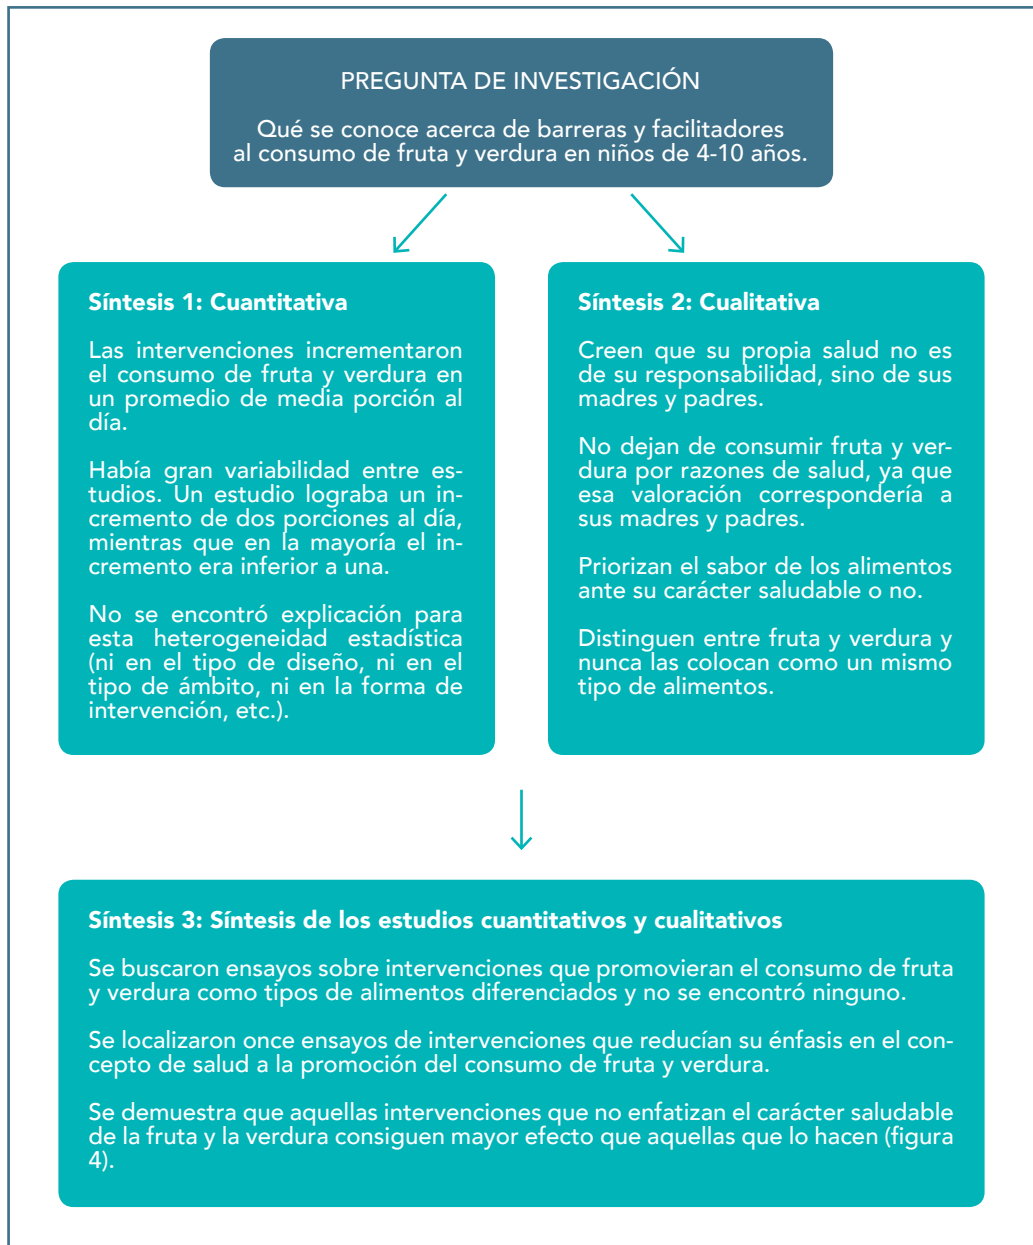 PREGUNTA DE INVESTIGACIÓN
Qué se conoce acerca de barreras y facilitadores
al consumo de fruta y verdura en niños de 4-10 años.
Síntesis 1: Cuantitativa
Las intervenciones incrementaron
el consumo de fruta y verdura en
un promedio de media porción al
día.
Había gran variabilidad entre es-
tudios. Un estudio lograba un in-
cremento de dos porciones al día,
mientras que en la mayoría el in-
cremento era inferior a una.
No se encontró explicación para
esta heterogeneidad estadística
(ni en el tipo de diseño, ni en el
tipo de ámbito, ni en la forma de
intervención, etc.).
Síntesis 2: Cualitativa
Creen que su propia salud no es
de su responsabilidad, sino de sus
madres y padres.
No dejan de consumir fruta y ver-
dura por razones de salud, ya que
esa valoración correspondería a
sus madres y padres.
Priorizan el sabor de los alimentos
ante su carácter saludable o no.
Distinguen entre fruta y verdura y
nunca las colocan como un mismo
tipo de alimentos.
Síntesis 3: Síntesis de los estudios cuantitativos y cualitativos
Se buscaron ensayos sobre intervenciones que promovieran el consumo de fruta
y verdura como tipos de alimentos diferenciados y no se encontró ninguno.
Se localizaron once ensayos de intervenciones que reducían su énfasis en el con-
cepto de salud a la promoción del consumo de fruta y verdura.
Se demuestra que aquellas intervenciones que no enfatizan el carácter saludable
de la fruta y la verdura consiguen mayor efecto que aquellas que lo hacen (figura
4).